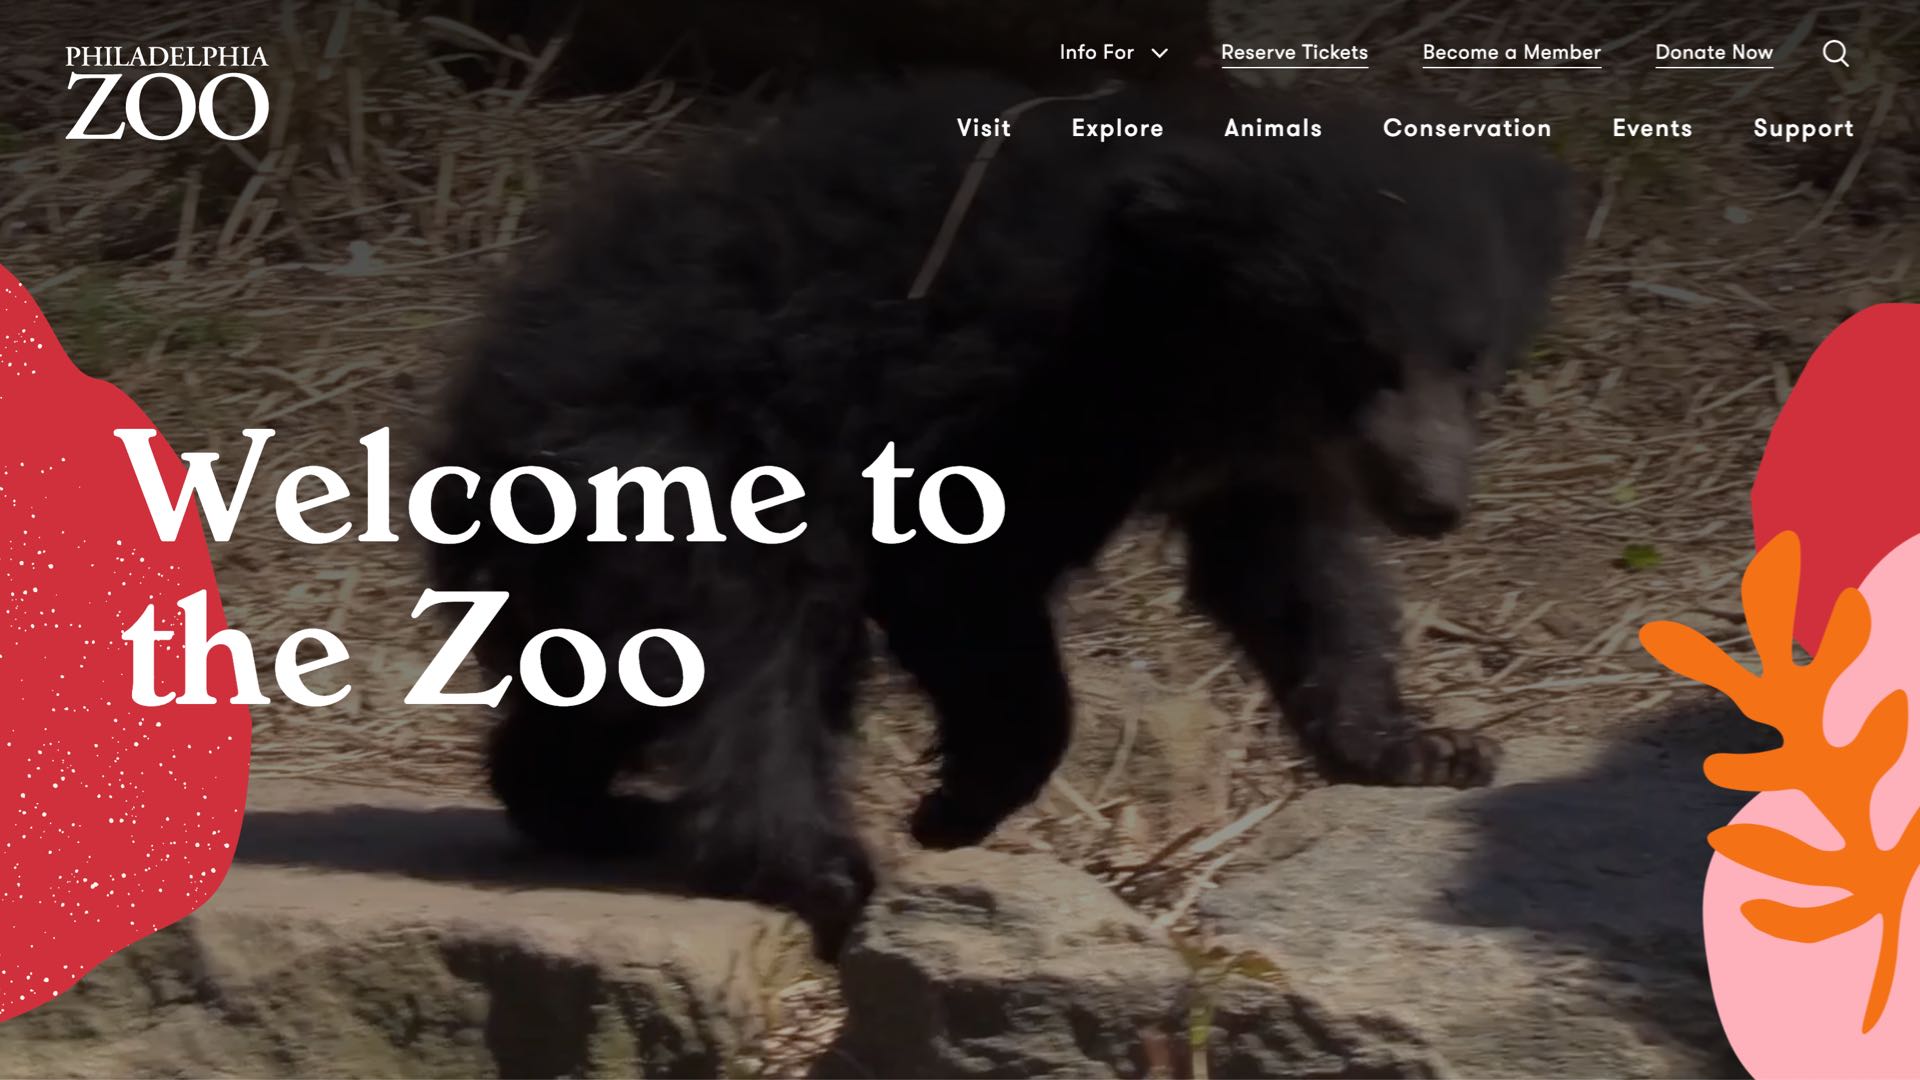 PHILADELPHIA
ZOO
Info For
Reserve Tickets
Become a Member
Donate Now
Visit
Explore
Animals
Conservation
Events
Support
Welcome to
the Zoo